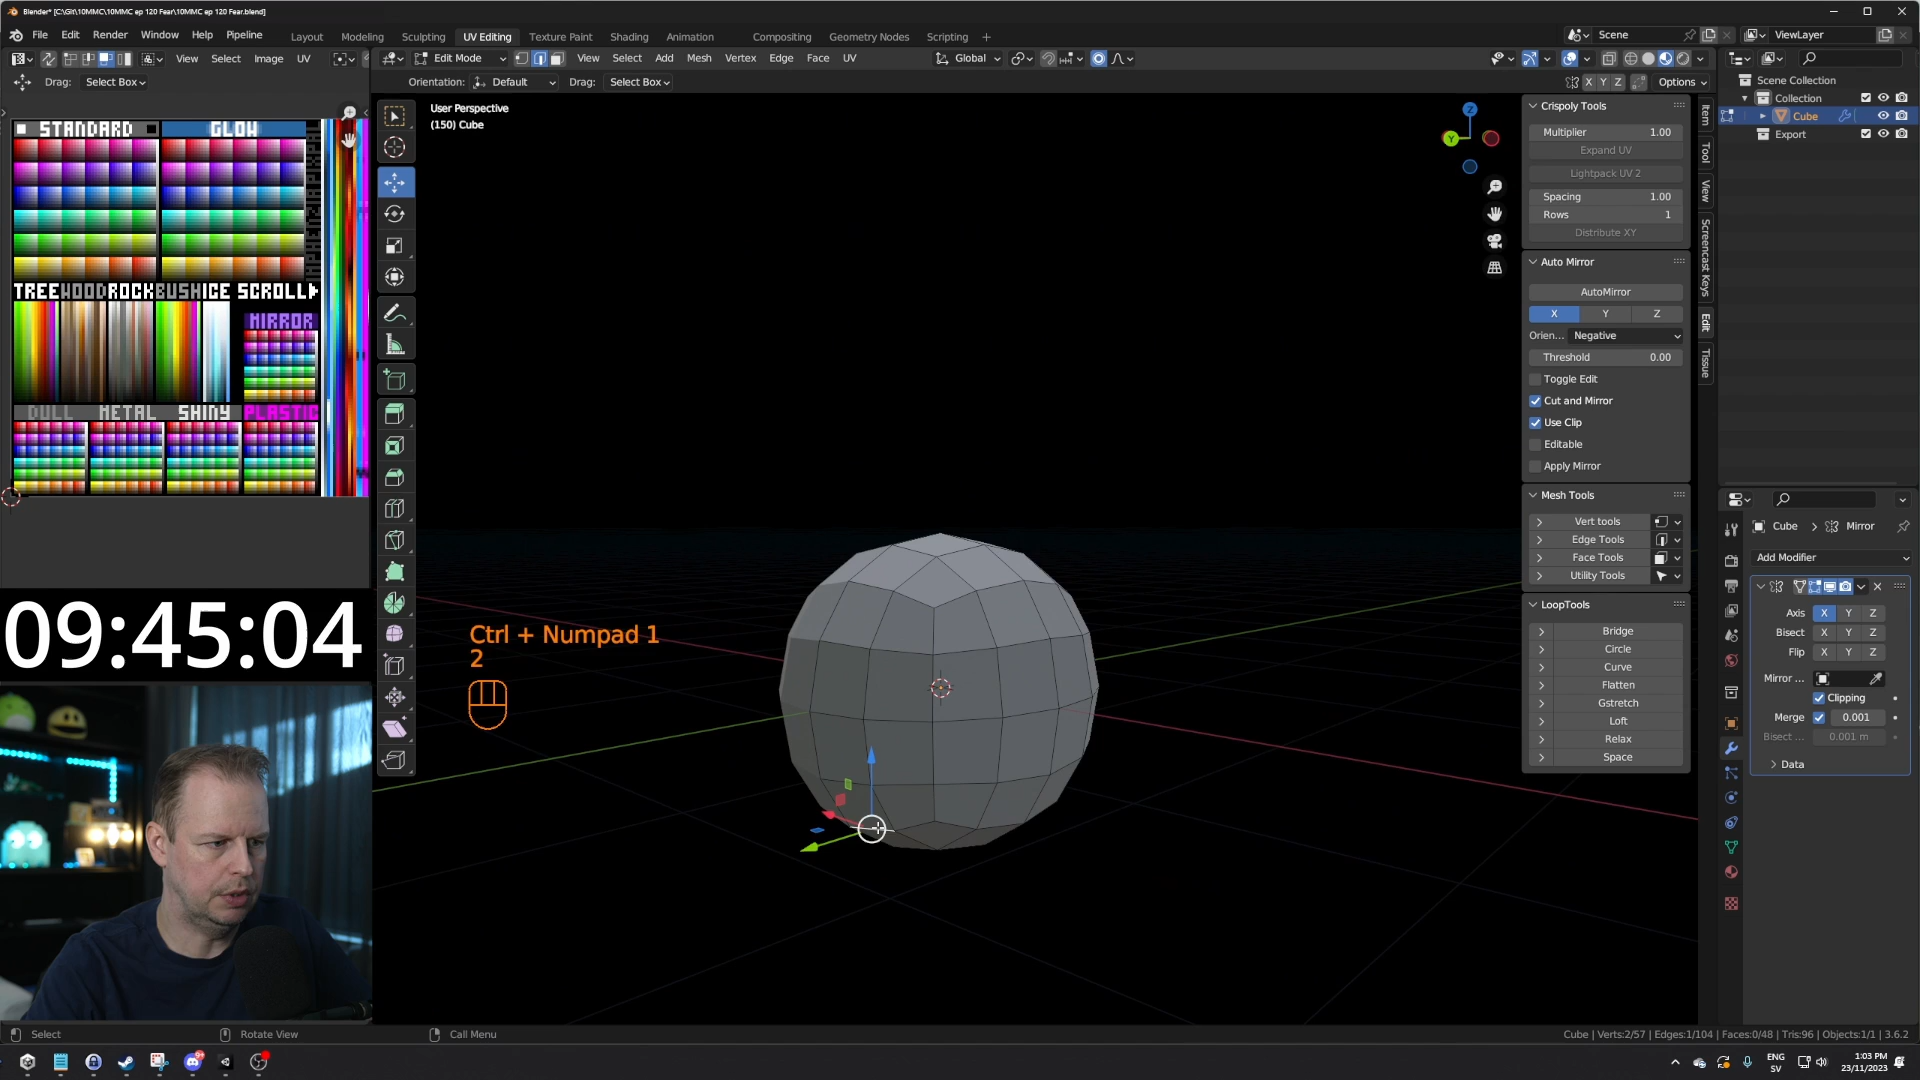 Blender* [C:\Git\10MMC\10MMC ep 120 Fear\10MMC ep 120 Fear.blend]
File Edit Render Window Help Pipeline
Layout Modeling Sculpting UV Editing Texture Paint Shading Animation Compositing Geometry Nodes Scripting +
Scene
ViewLayer
View Select Image UV
Edit Mode
View Select Add Mesh Vertex Edge Face UV
Global
Drag: Select Box
Orientation: Default Drag: Select Box
X Y Z
Options
User Perspective
(150) Cube
STANDARD GLOW
TREE WOOD ROCK BUSH ICE SCROLL
MIRROR
DULL METAL SHINY PLASTIC
09:45:04
Ctrl + Numpad 1
2
Z
Y
Crispoly Tools
Multiplier 1.00
Expand UV
Lightpack UV 2
Spacing 1.00
Rows 1
Distribute XY
Auto Mirror
AutoMirror
X Y Z
Orien... Negative
Threshold 0.00
Toggle Edit
Cut and Mirror
Use Clip
Editable
Apply Mirror
Mesh Tools
Vert tools
Edge Tools
Face Tools
Utility Tools
LoopTools
Bridge
Circle
Curve
Flatten
Gstretch
Loft
Relax
Space
Item
Tool
View
Screencast Keys
Edit
Tissue
Scene Collection
Collection
Cube
Export
Cube > Mirror
Add Modifier
Axis X Y Z
Bisect X Y Z
Flip X Y Z
Mirror ...
Clipping
Merge 0.001
Bisect ... 0.001 m
Data
Select
Rotate View
Call Menu
Cube | Verts:2/57 | Edges:1/104 | Faces:0/48 | Tris:96 | Objects:1/1 | 3.6.2
ENG
SV
1:03 PM
23/11/2023